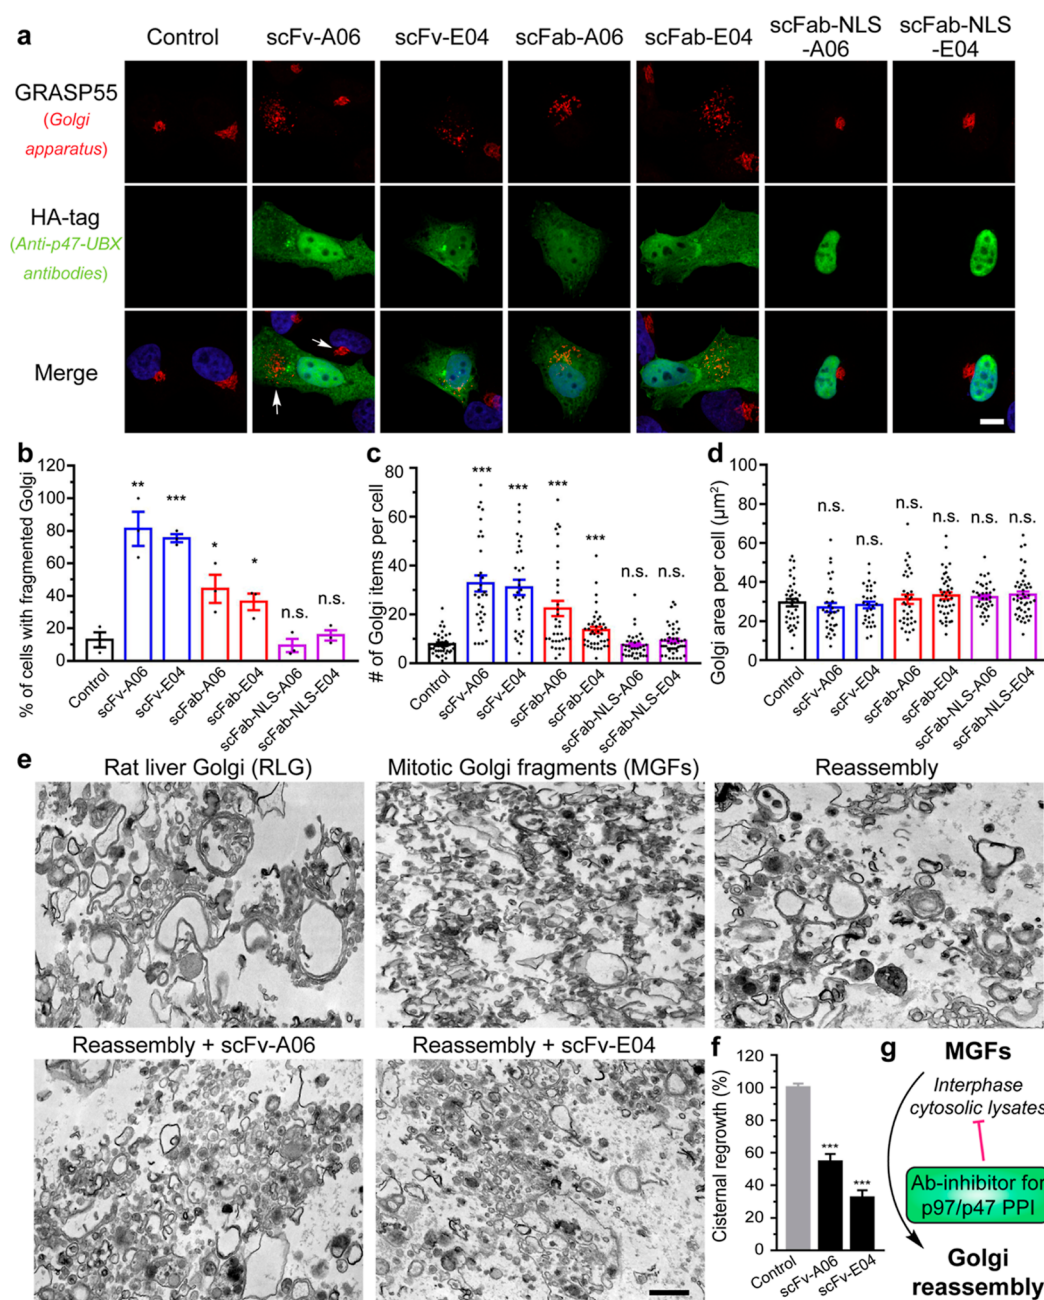 a
Control
scFv-A06
scFv-E04
scFab-A06
scFab-E04
scFab-NLS
-A06
scFab-NLS
-E04
GRASP55
(Golgi
apparatus)
HA-tag
(Anti-p47-UBX
antibodies)
Merge
b
% of cells with fragmented Golgi
120
100
80
60
40
20
0
**
***
*
*
n.s.
n.s.
Control
scFv-A06
scFv-E04
scFab-A06
scFab-E04
scFab-NLS-A06
scFab-NLS-E04
c
# of Golgi items per cell
80
60
40
20
0
***
***
***
***
n.s.
n.s.
Control
scFv-A06
scFv-E04
scFab-A06
scFab-E04
scFab-NLS-A06
scFab-NLS-E04
d
Golgi area per cell (µm²)
100
80
60
40
20
0
n.s.
n.s.
n.s.
n.s.
n.s.
n.s.
Control
scFv-A06
scFv-E04
scFab-A06
scFab-E04
scFab-NLS-A06
scFab-NLS-E04
e
Rat liver Golgi (RLG)
Mitotic Golgi fragments (MGFs)
Reassembly
Reassembly + scFv-A06
Reassembly + scFv-E04
f
Cisternal regrowth (%)
120
100
80
60
40
20
0
***
***
Control
scFv-A06
scFv-E04
g
MGFs
Interphase
cytosolic lysates
Ab-inhibitor for
p97/p47 PPI
Golgi
reassembly